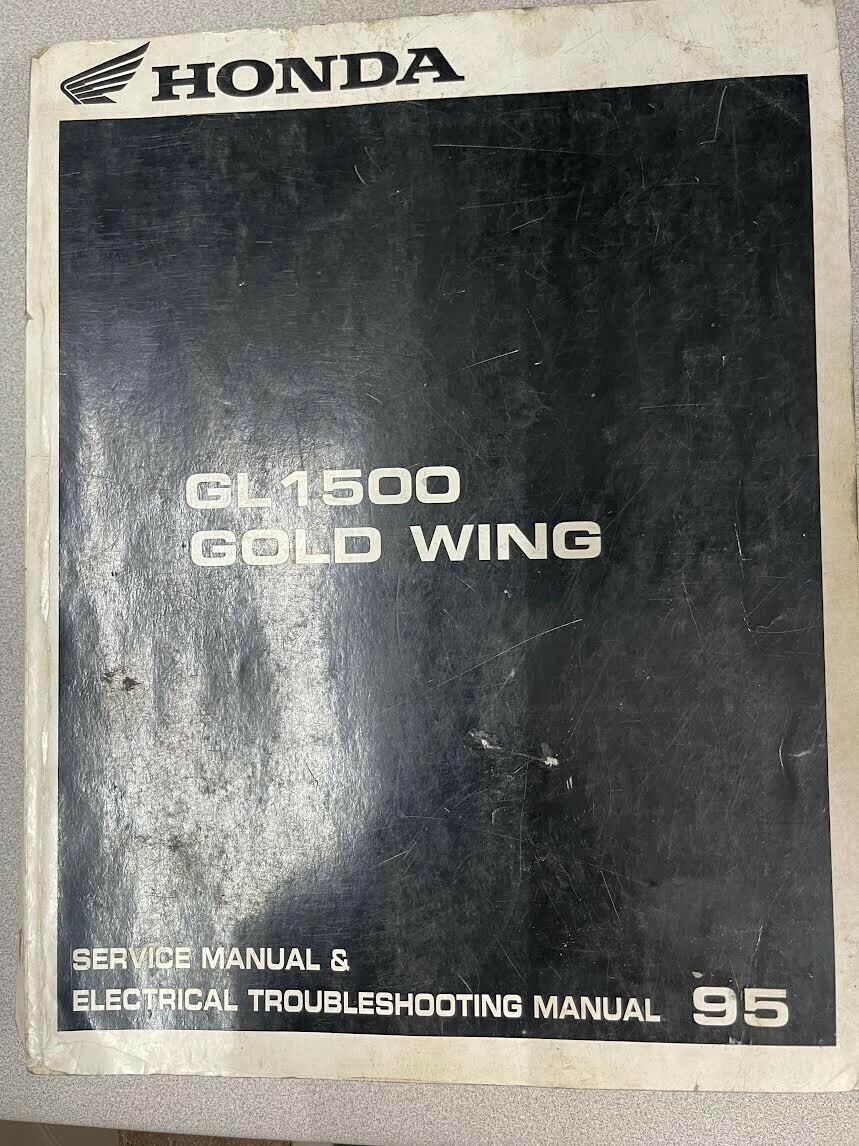 HONDA
GL1500
GOLD WING
SERVICE MANUAL &
ELECTRICAL TROUBLESHOOTING MANUAL 95